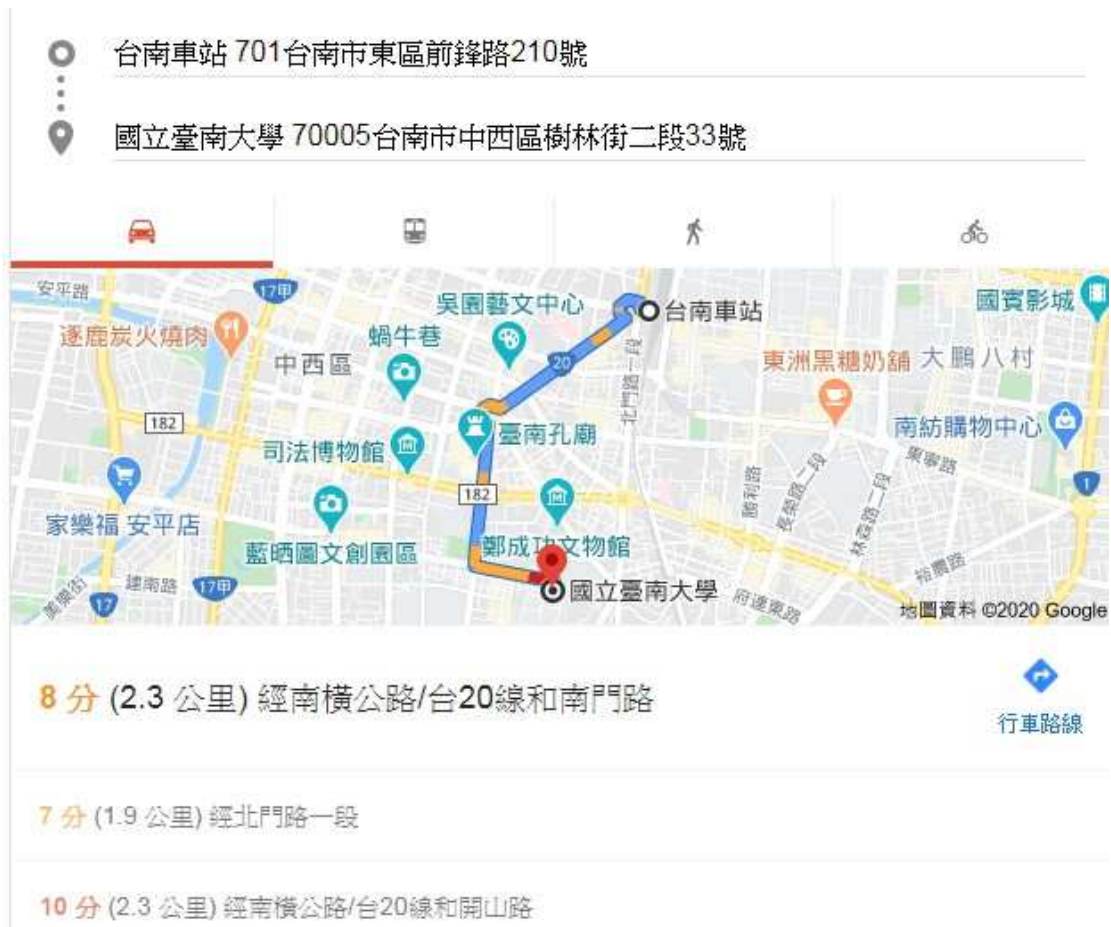 台南車站 701台南市東區前鋒路210號
國立臺南大學 70005台南市中西區樹林街二段33號
安平路
17甲
吳園藝文中心
台南車站
國賓影城
逐鹿炭火燒肉
蝸牛巷
中西區
20
北門路一段
東洲黑糖奶舖
大鵬八村
182
臺南孔廟
南紡購物中心
司法博物館
東寧路
勝利路
長榮路二段
林森路二段
182
1
家樂福 安平店
藍晒圖文創園區
鄭成功文物館
建南路
17甲
17
國立臺南大學
府連東路
裕農路
地圖資料 ©2020 Google
8 分 (2.3 公里) 經南橫公路/台20線和南門路
行車路線
7 分 (1.9 公里) 經北門路一段
10 分 (2.3 公里) 經南橫公路/台20線和開山路